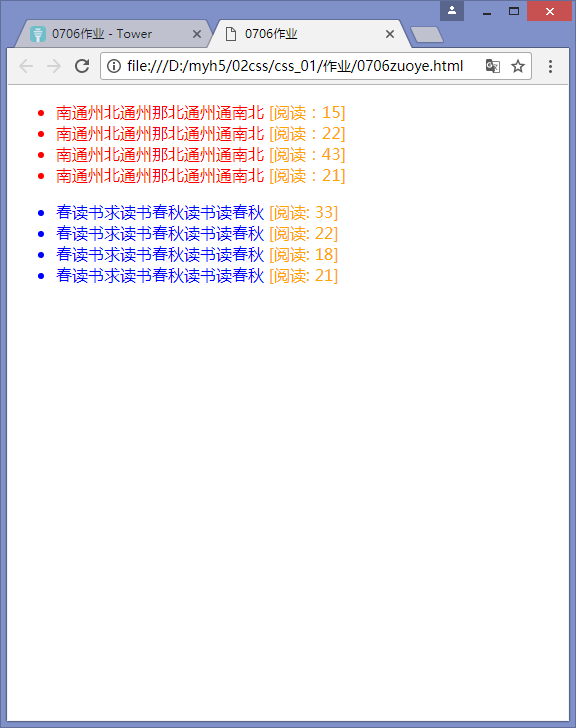 0706作业 - Tower
0706作业
file:///D:/myh5/02css/css_01/作业/0706zuoye.html
南通州北通州那北通州通南北 [阅读：15]
南通州北通州那北通州通南北 [阅读：22]
南通州北通州那北通州通南北 [阅读：43]
南通州北通州那北通州通南北 [阅读：21]
春读书求读书春秋读书读春秋 [阅读: 33]
春读书求读书春秋读书读春秋 [阅读: 22]
春读书求读书春秋读书读春秋 [阅读: 18]
春读书求读书春秋读书读春秋 [阅读: 21]